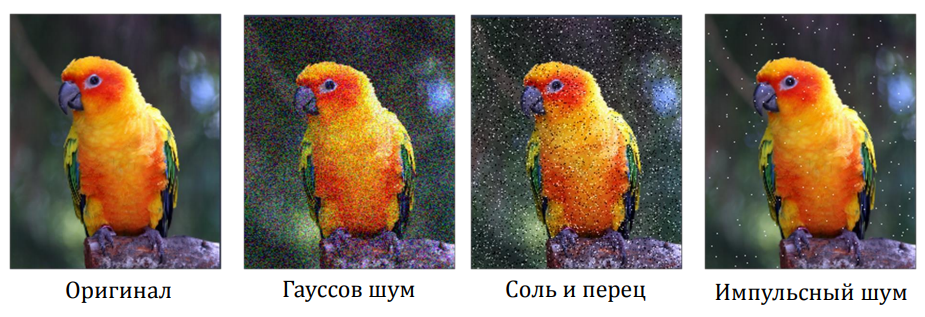 Оригинал
Гауссов шум
Соль и перец
Импульсный шум